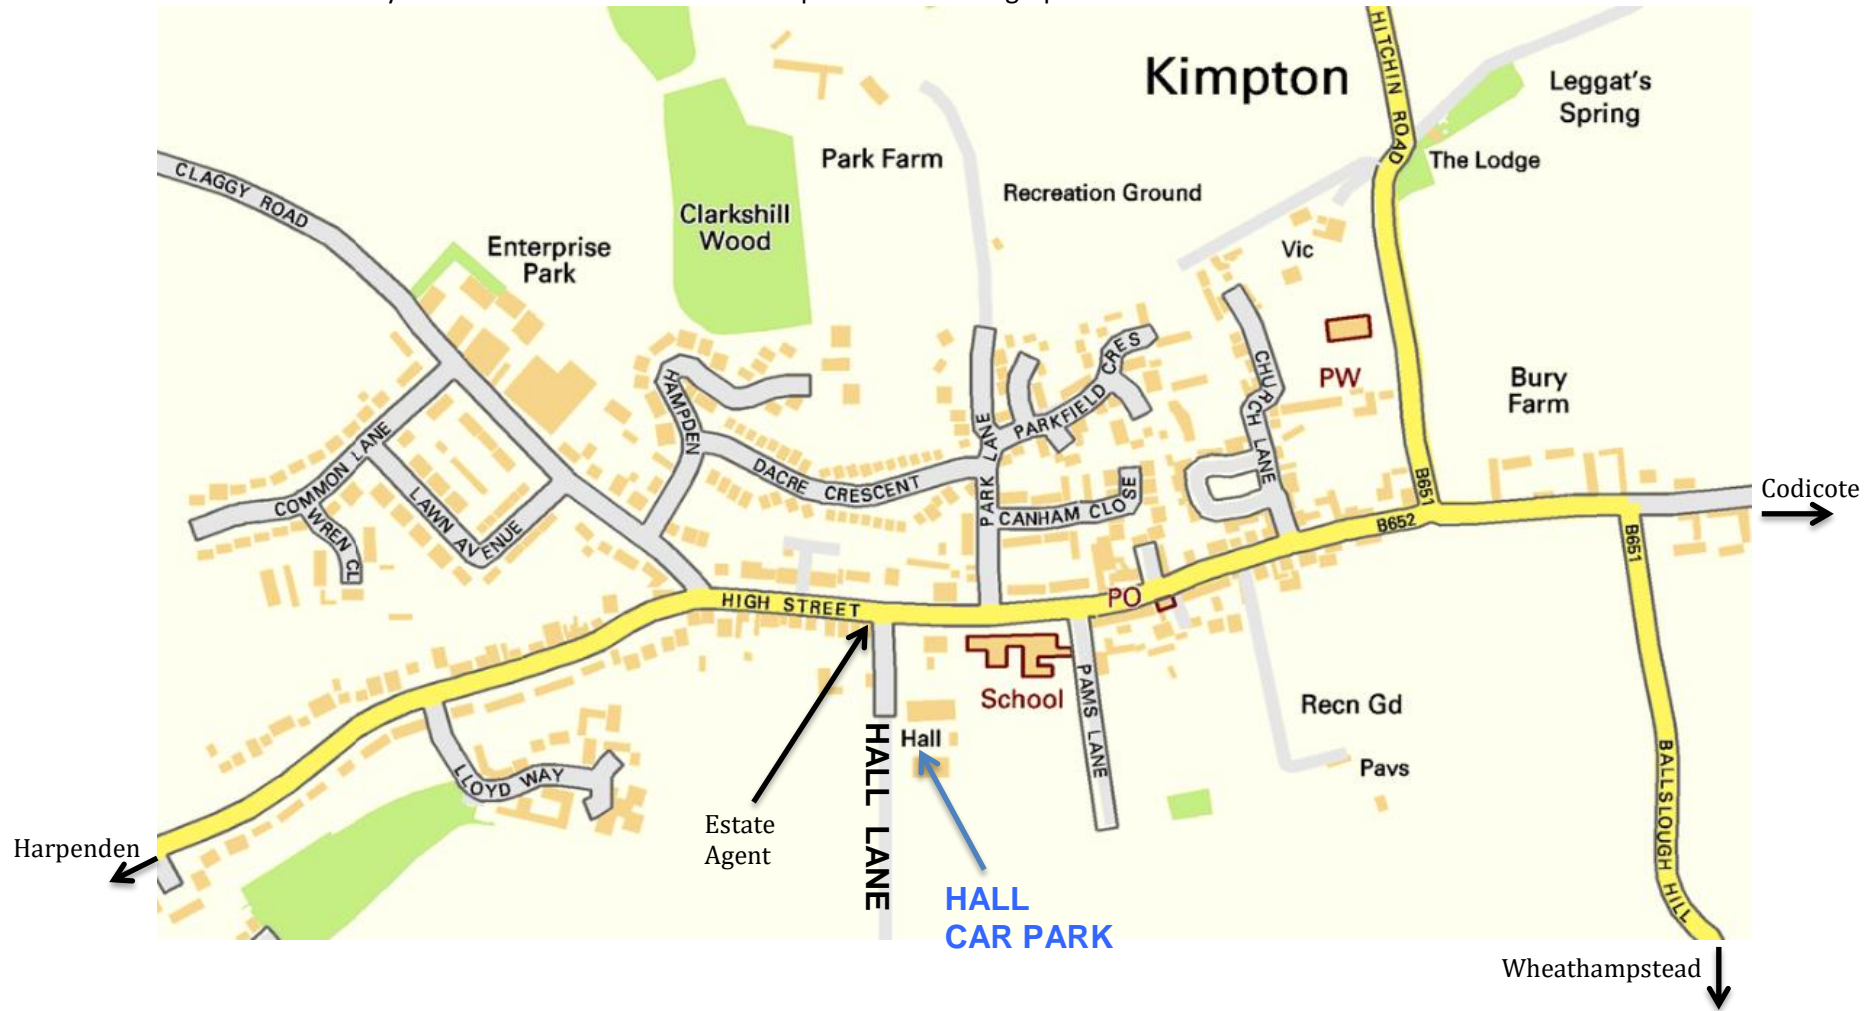 Kimpton
HITCHIN ROAD
Leggat's
Spring
The Lodge
Park Farm
Recreation Ground
CLAGGY ROAD
Clarkshill
Wood
Enterprise
Park
Vic
PW
Bury
Farm
HAMPDEN
CHURCH LANE
PARKFIELD CRES
PARK LANE
COMMON LANE
DACRE CRESCENT
LAWN AVENUE
WREN CL
CANHAM CLOSE
B651
B652
B651
Codicote
PO
HIGH STREET
School
PAMS LANE
Recn Gd
Hall
HALL LANE
Pavs
BALLSLOUGH HILL
LLOYD WAY
Estate
Agent
Harpenden
HALL
CAR PARK
Wheathampstead